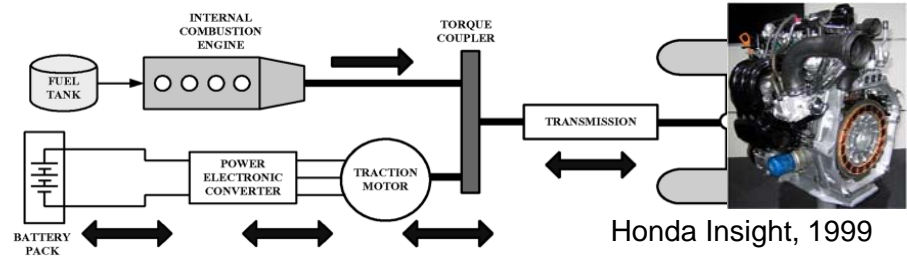 INTERNAL
COMBUSTION
ENGINE
TORQUE
COUPLER
FUEL
TANK
TRANSMISSION
POWER
ELECTRONIC
CONVERTER
TRACTION
MOTOR
BATTERY
PACK
Honda Insight, 1999